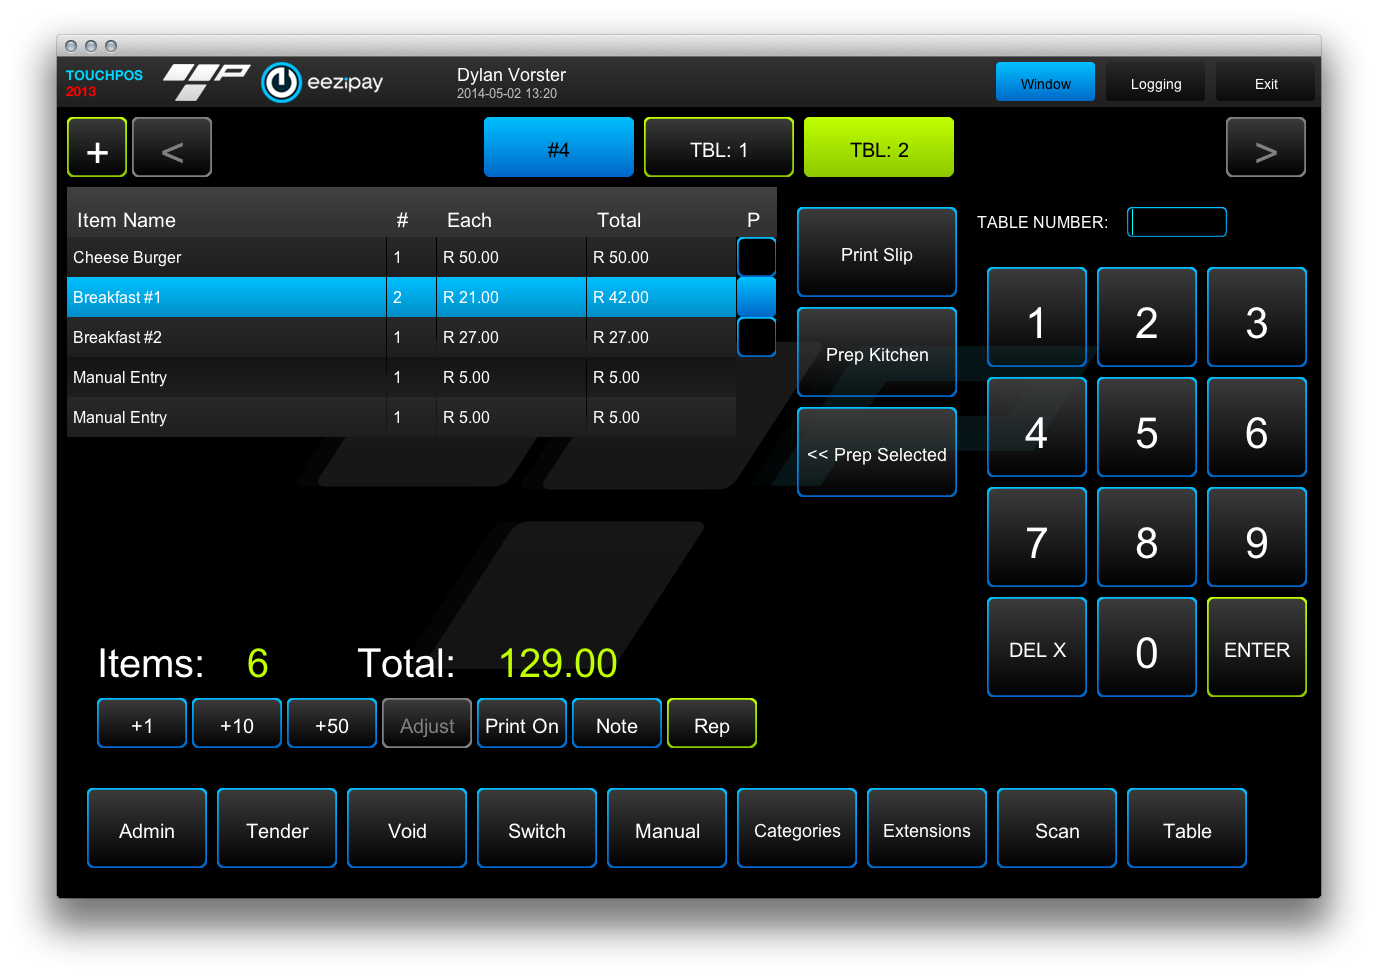 TOUCHPOS
2013
eezipay
Dylan Vorster
2014-05-02 13:20
Window Logging Exit
+ < #4 TBL: 1 TBL: 2 >
Item Name # Each Total P
Cheese Burger 1 R 50.00 R 50.00
Breakfast #1 2 R 21.00 R 42.00
Breakfast #2 1 R 27.00 R 27.00
Manual Entry 1 R 5.00 R 5.00
Manual Entry 1 R 5.00 R 5.00
Print Slip
Prep Kitchen
<< Prep Selected
TABLE NUMBER:
1 2 3
4 5 6
7 8 9
DEL X 0 ENTER
Items: 6 Total: 129.00
+1 +10 +50 Adjust Print On Note Rep
Admin Tender Void Switch Manual Categories Extensions Scan Table